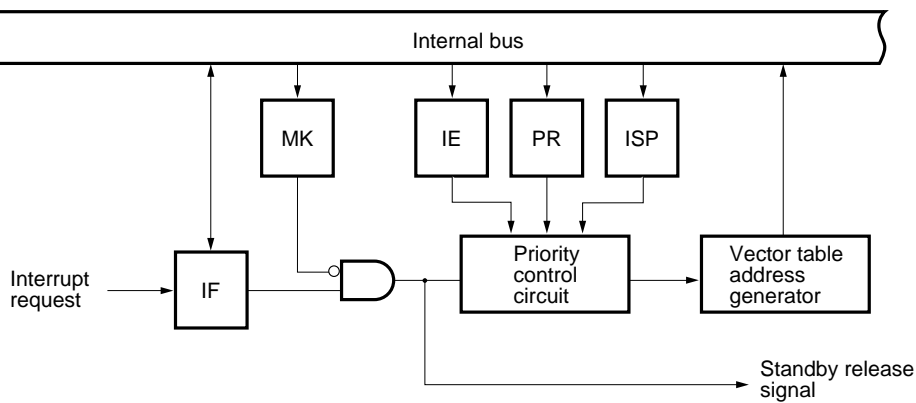 Internal bus
MK
IE
PR
ISP
Interrupt
request
IF
Priority
control
circuit
Vector table
address
generator
Standby release
signal